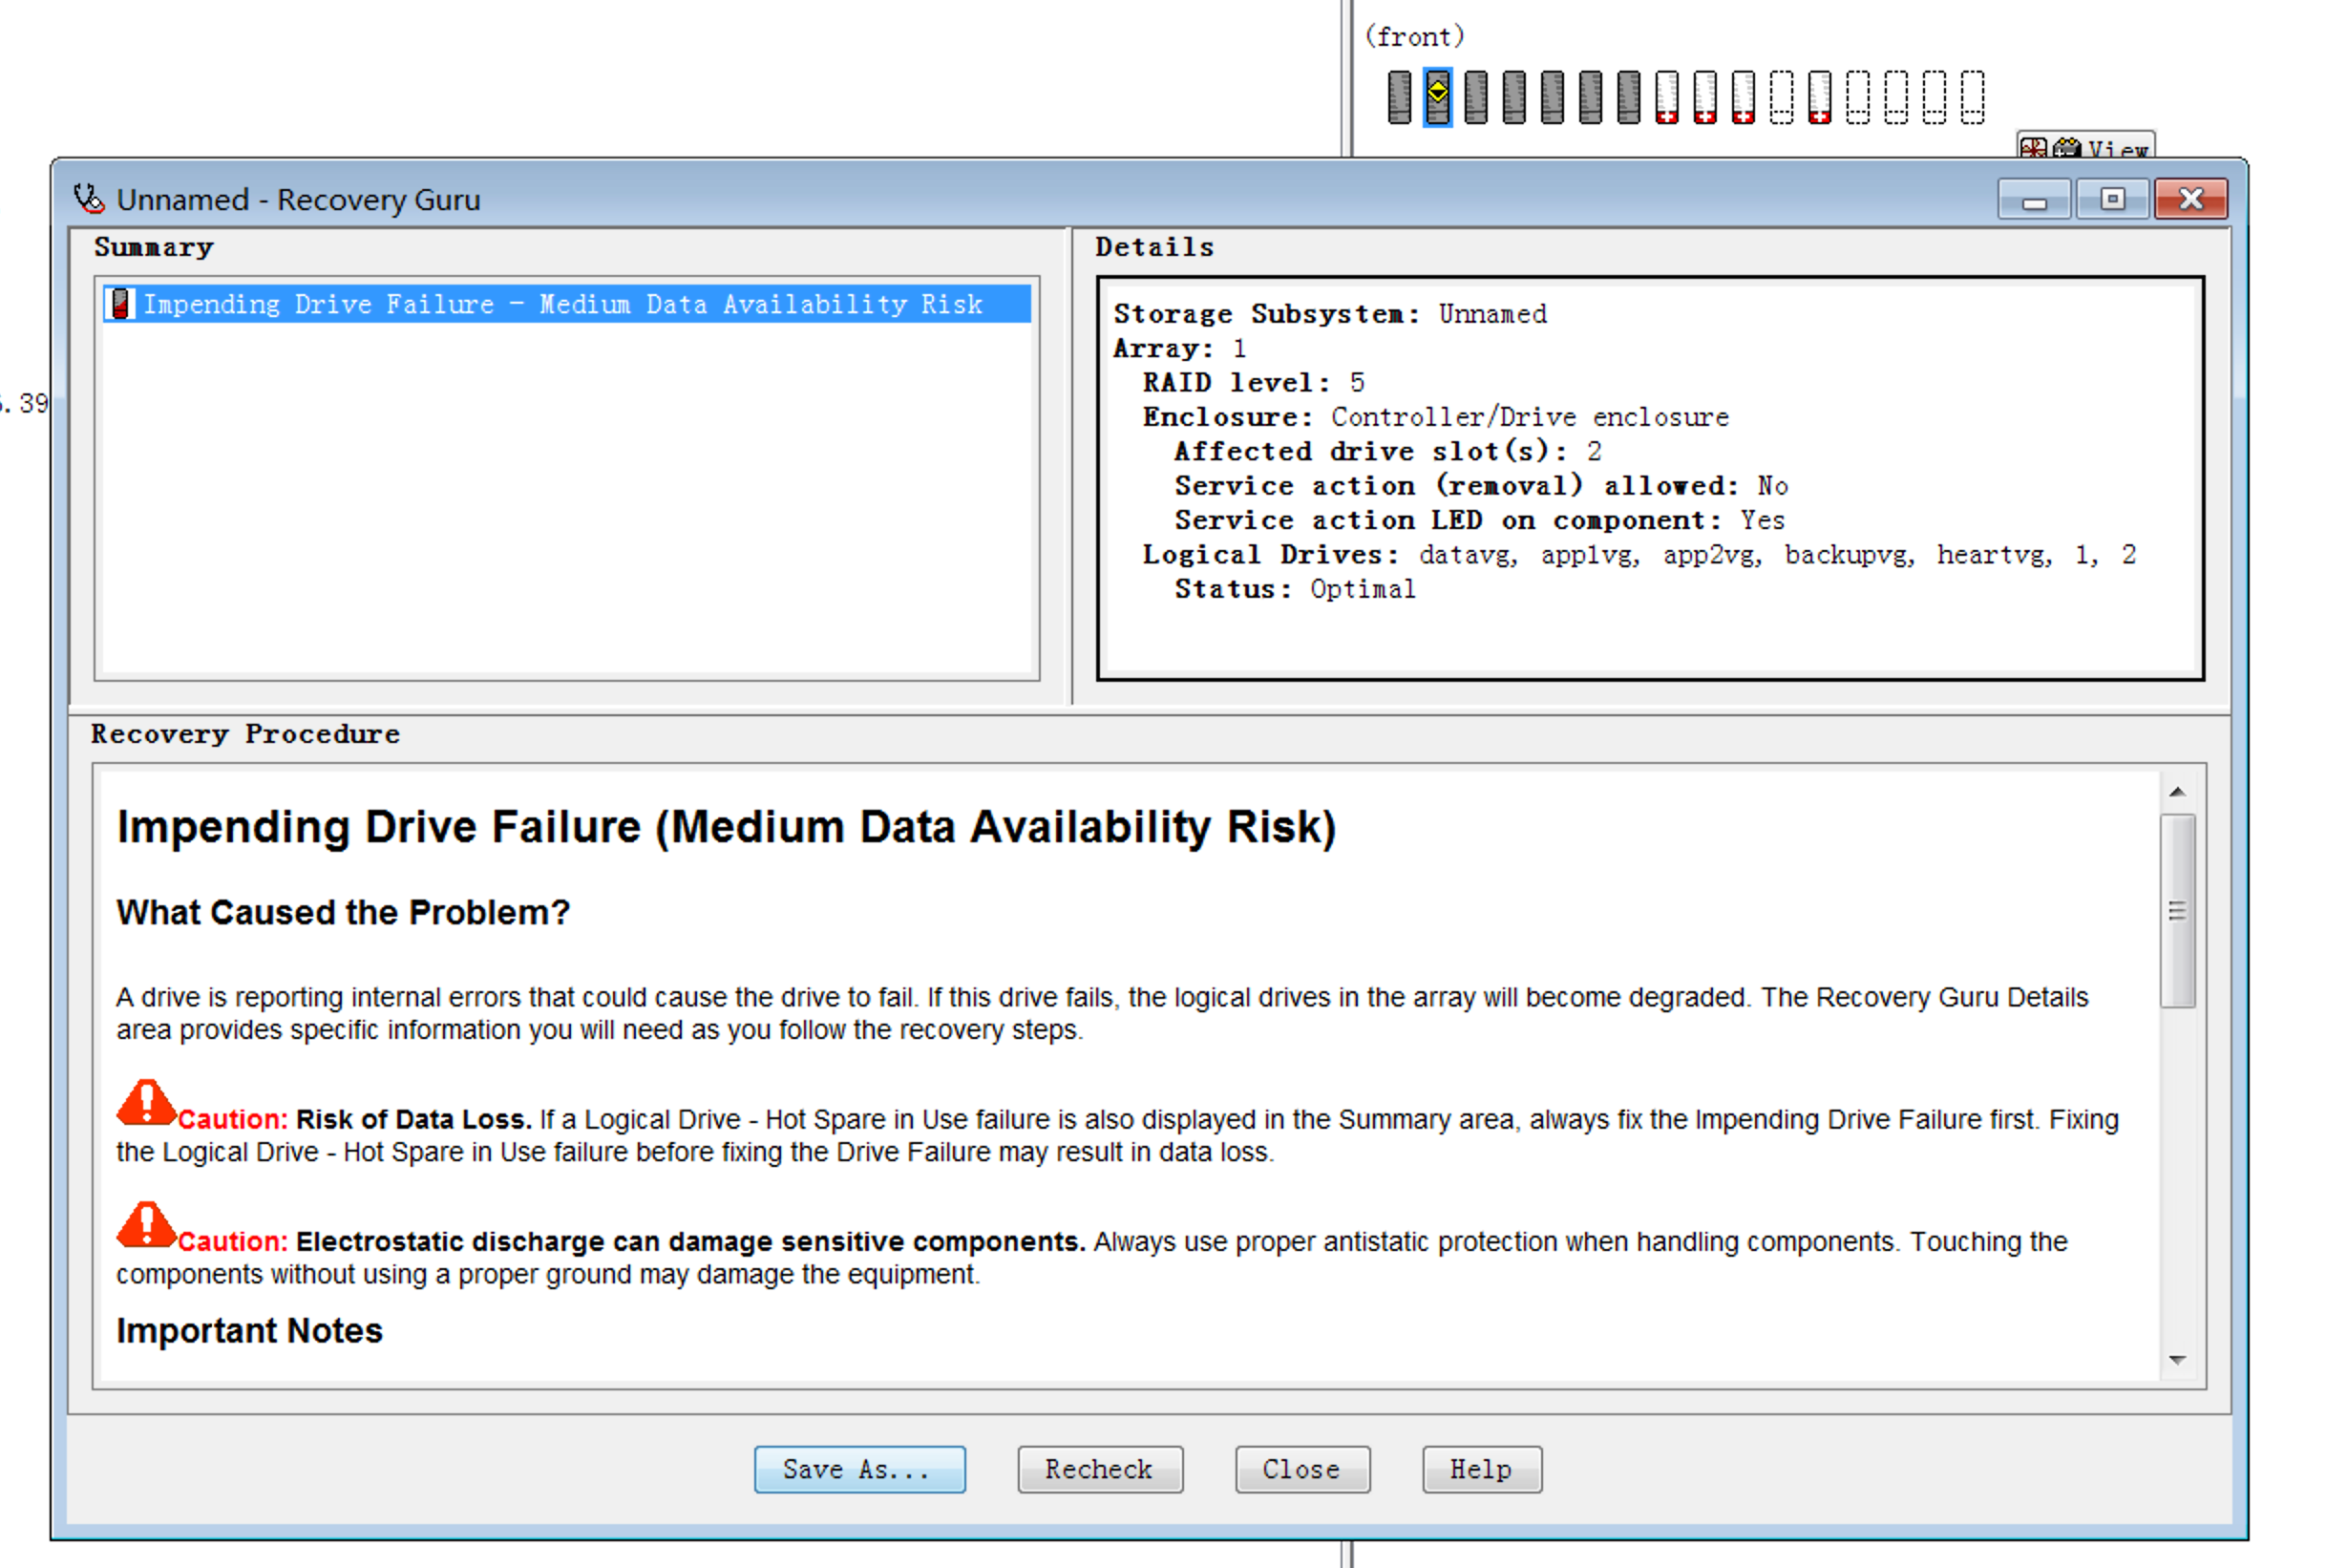 (front)
View
Unnamed - Recovery Guru
Summary
Details
Impending Drive Failure - Medium Data Availability Risk
Storage Subsystem: Unnamed
Array: 1
RAID level: 5
.39
Enclosure: Controller/Drive enclosure
Affected drive slot(s): 2
Service action (removal) allowed: No
Service action LED on component: Yes
Logical Drives: datavg, app1vg, app2vg, backupvg, heartvg, 1, 2
Status: Optimal
Recovery Procedure
Impending Drive Failure (Medium Data Availability Risk)
What Caused the Problem?
A drive is reporting internal errors that could cause the drive to fail. If this drive fails, the logical drives in the array will become degraded. The Recovery Guru Details
area provides specific information you will need as you follow the recovery steps.
Caution: Risk of Data Loss. If a Logical Drive - Hot Spare in Use failure is also displayed in the Summary area, always fix the Impending Drive Failure first. Fixing
the Logical Drive - Hot Spare in Use failure before fixing the Drive Failure may result in data loss.
Caution: Electrostatic discharge can damage sensitive components. Always use proper antistatic protection when handling components. Touching the
components without using a proper ground may damage the equipment.
Important Notes
Save As...
Recheck
Close
Help